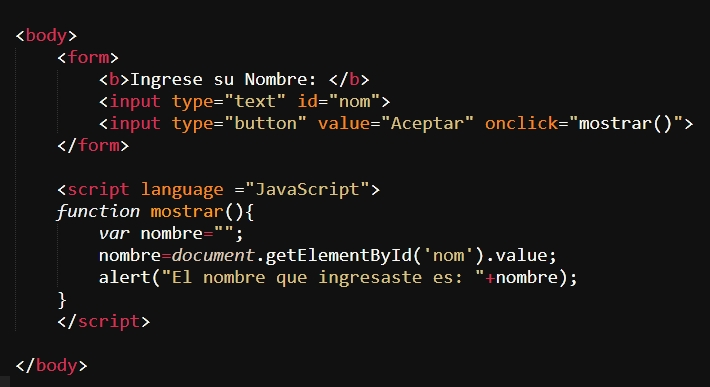 <body>
<form>
<b>Ingrese su Nombre: </b>
<input type="text" id="nom">
<input type="button" value="Aceptar" onclick="mostrar()">
</form>
<script language ="JavaScript">
function mostrar(){
var nombre="";
nombre=document.getElementById('nom').value;
alert("El nombre que ingresaste es: "+nombre);
}
</script>
</body>